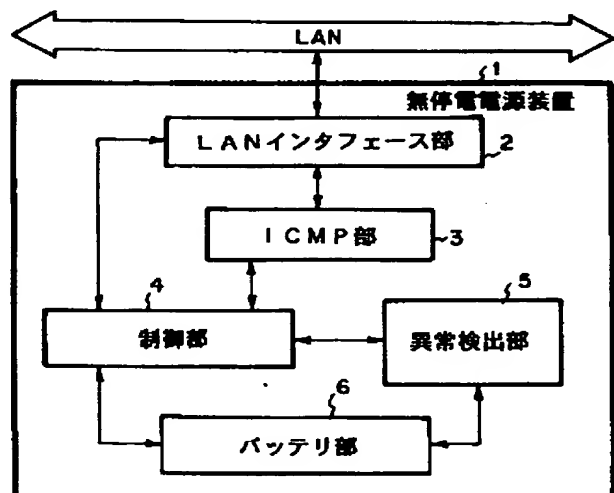 LAN
1
無停電電源装置
LANインタフェース部
2
ICMP部
3
4
制御部
5
異常検出部
6
バッテリ部